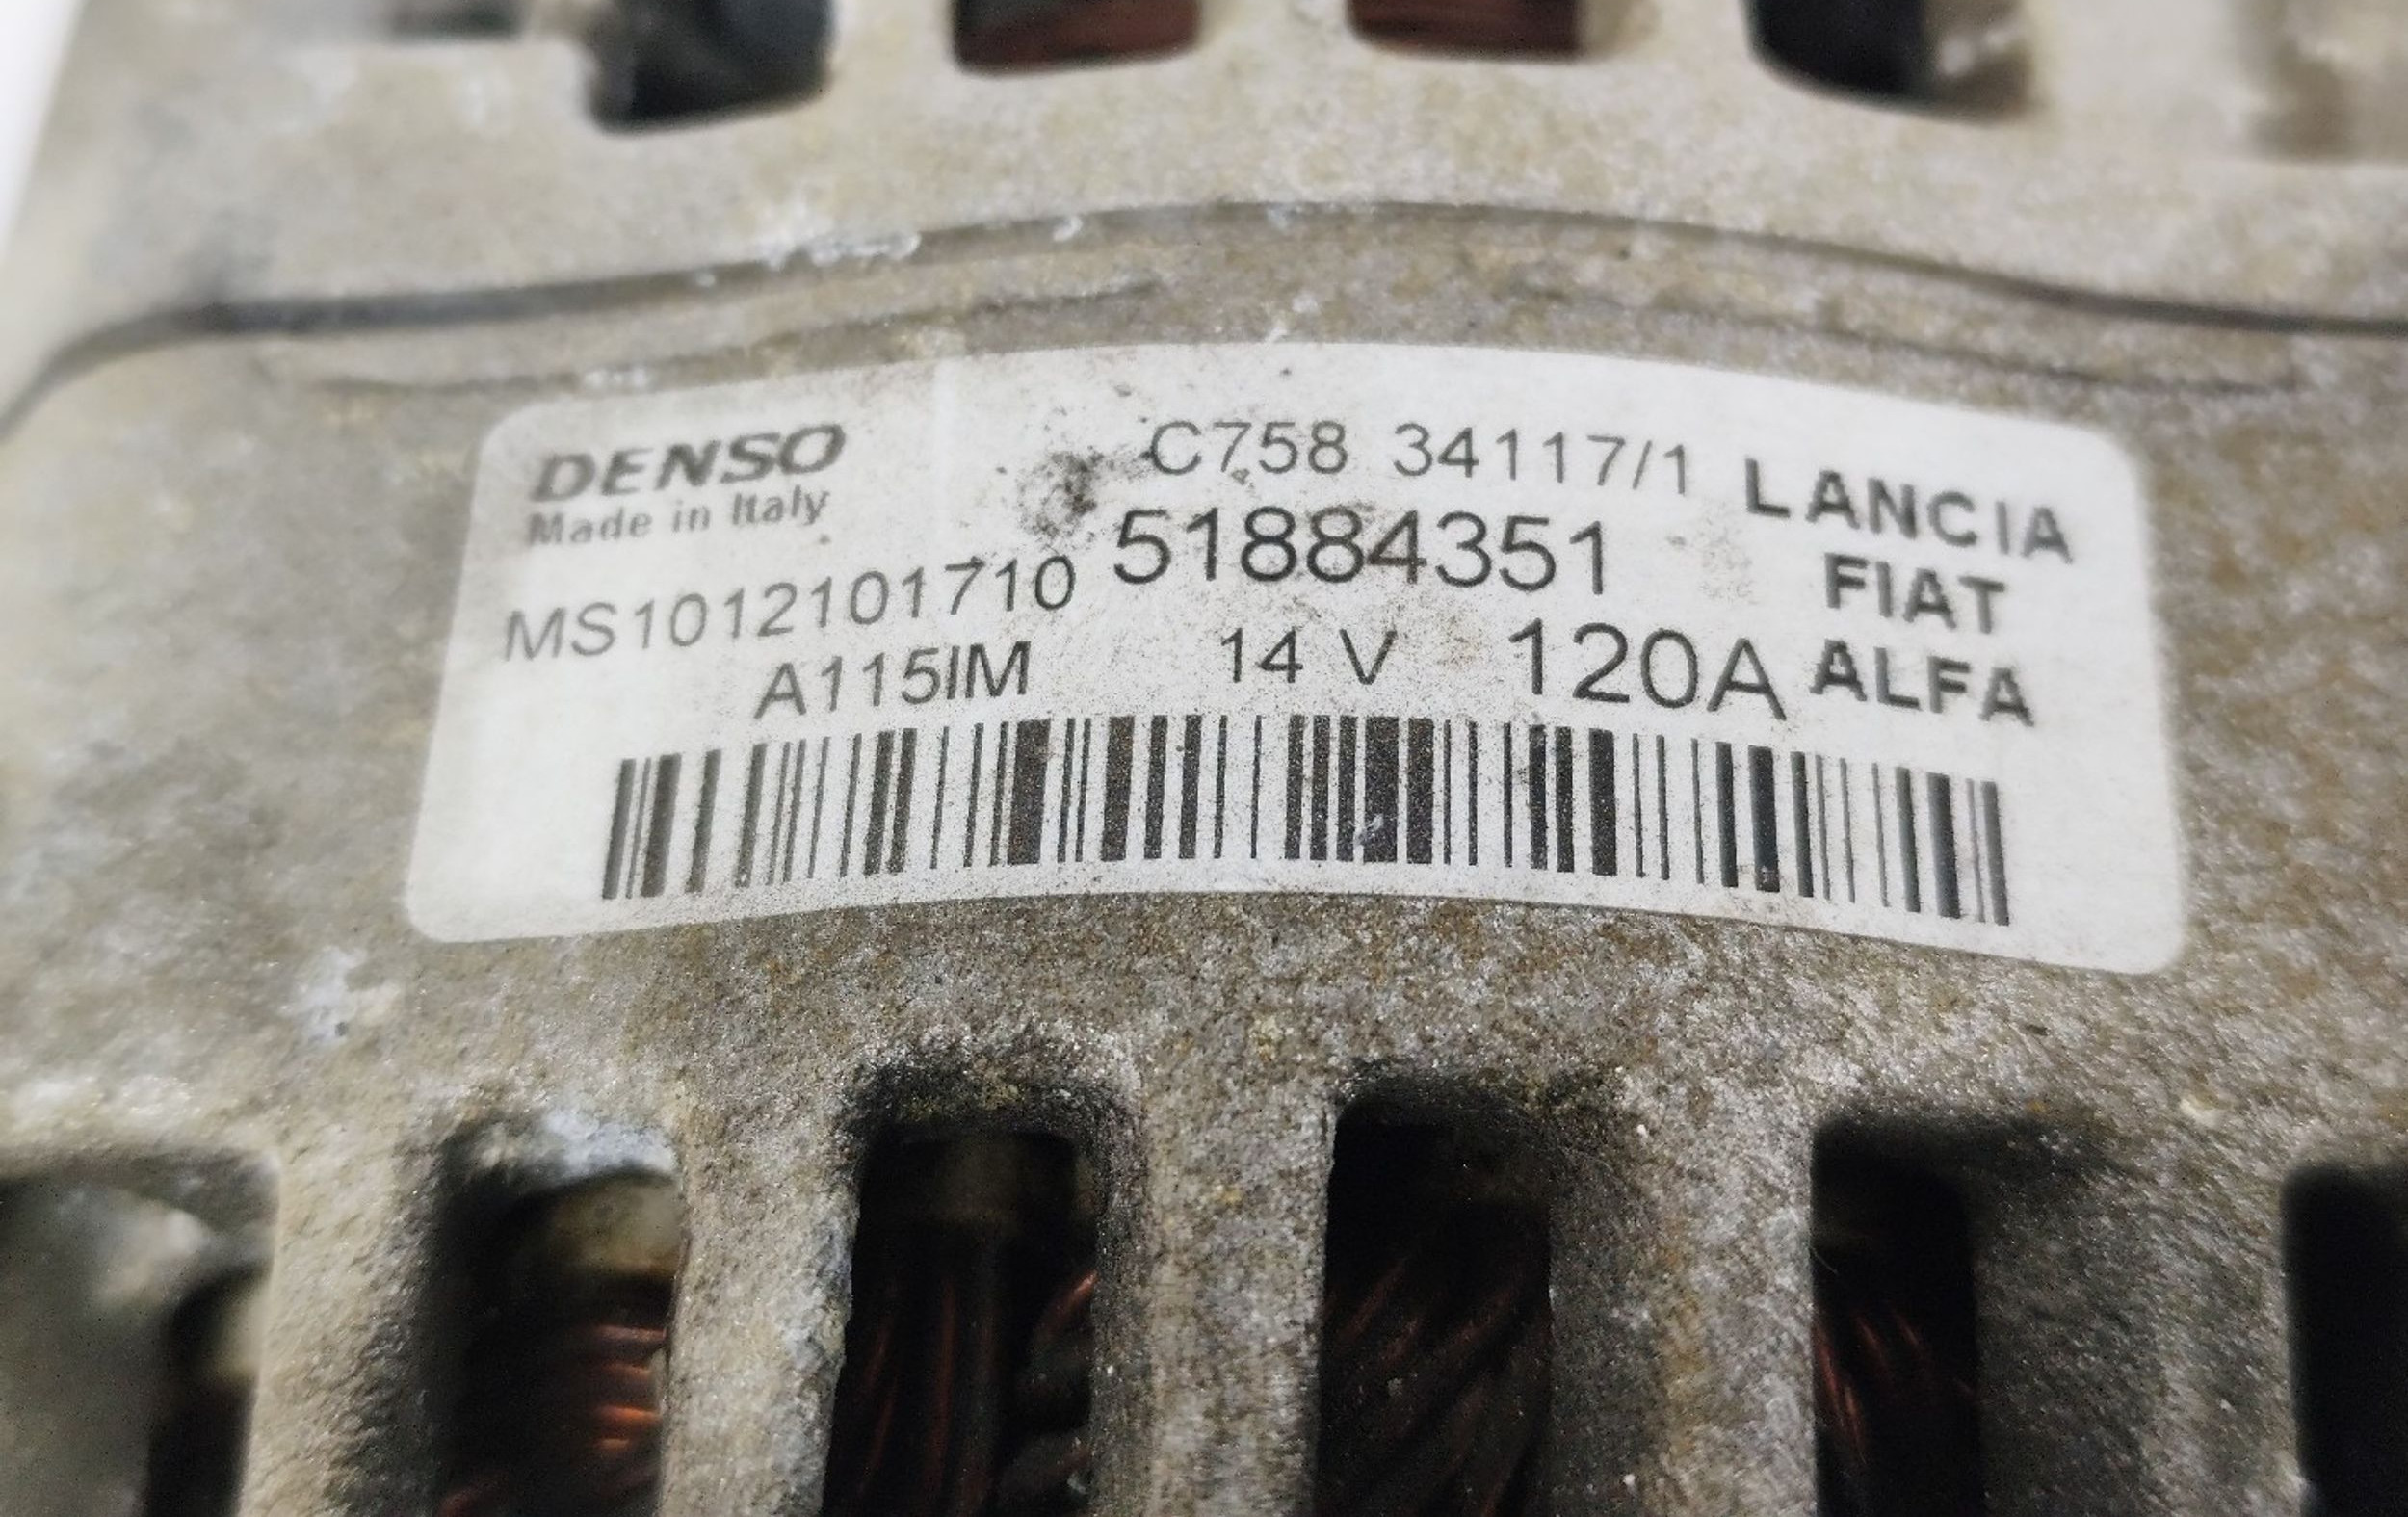 DENSO
Made in Italy
C758 34117/1
LANCIA
MS1012101710
51884351
FIAT
A115IM
14 V
120A
ALFA